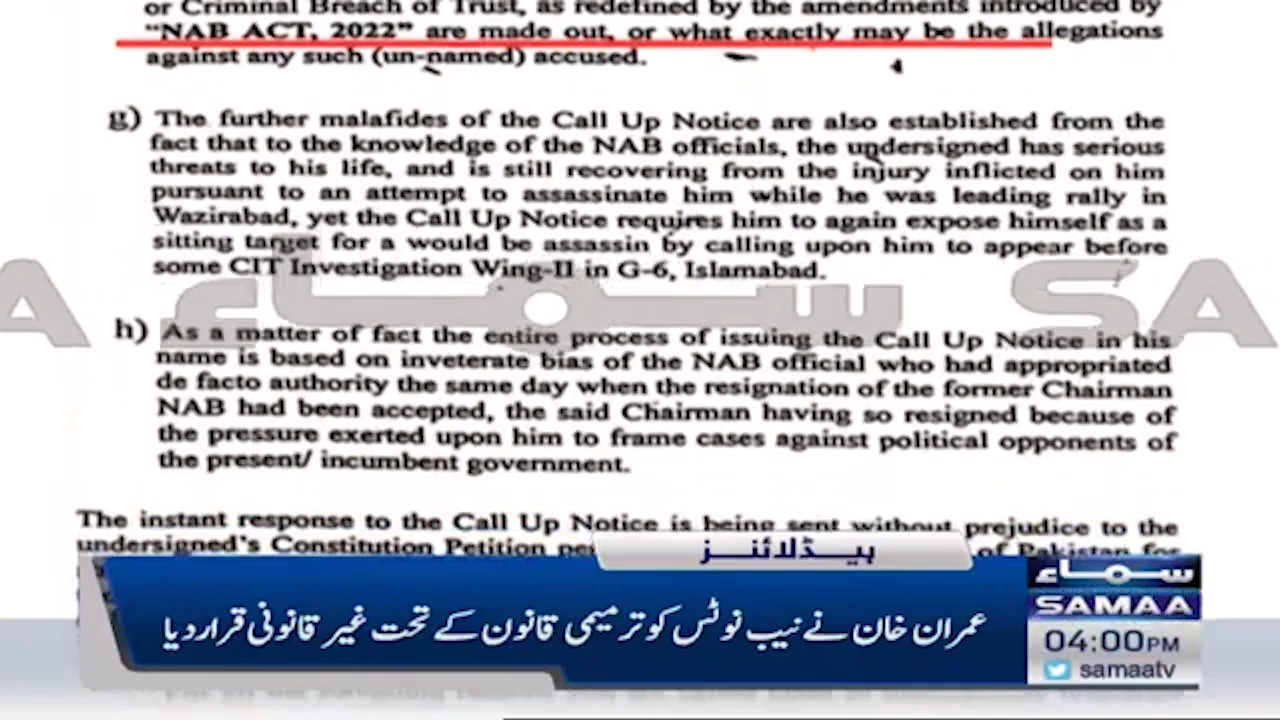 or Criminal Breach of Trust, as redefined by the amendments introduced by
"NAB ACT, 2022" are made out, or what exactly may be the allegations
against any such (un-named) accused.
g) The further malafides of the Call Up Notice are also established from the
fact that to the knowledge of the NAB officials, the undersigned has serious
threats to his life, and is still recovering from the injury inflicted on him
pursuant to an attempt to assassinate him while he was leading rally in
Wazirabad, yet the Call Up Notice requires him to again expose himself as a
sitting target for a would be assassin by calling upon him to appear before
some CIT Investigation Wing-II in G-6, Islamabad.
SAMAA سماء SAMAA
h) As a matter of fact the entire process of issuing the Call Up Notice in his
name is based on inveterate bias of the NAB official who had appropriated
de facto authority the same day when the resignation of the former Chairman
NAB had been accepted, the said Chairman having so resigned because of
the pressure exerted upon him to frame cases against political opponents of
the present/ incumbent government.
The instant response to the Call Up Notice is being sent without prejudice to the
undersigned's Constitution Petition of Pakistan for
ہیڈلائنز
عمران خان نے نیب نوٹس کو ترمیمی قانون کے تحت غیر قانونی قرار دیا
سماء
SAMAA
04:00PM
samaatv